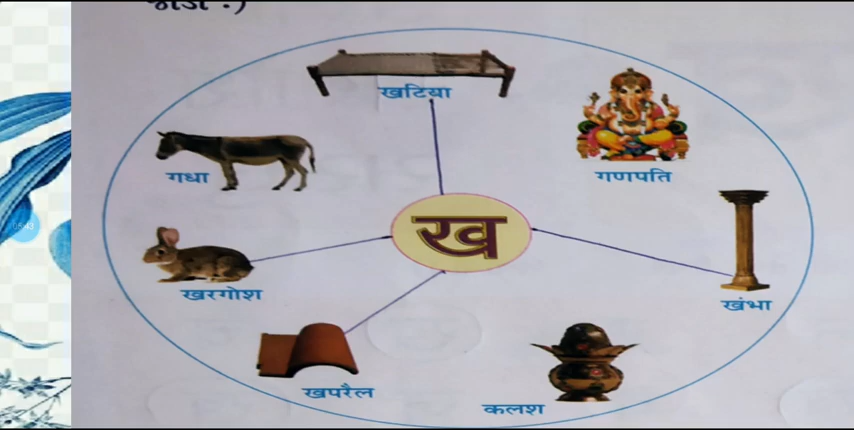 खटिया
गणपति
गधा
ख
खरगोश
खंभा
खपरैल
कलश